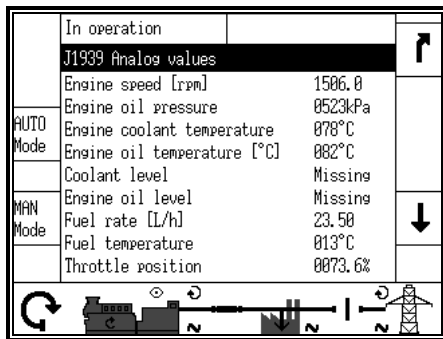 In operation
J1939 Analog values
Engine speed [rpm] 1506.0
Engine oil pressure 0523kPa
Engine coolant temperature 078°C
Engine oil temperature [°C] 082°C
Coolant level Missing
Engine oil level Missing
Fuel rate [L/h] 23.50
Fuel temperature 013°C
Throttle position 0073.6%
AUTO
Mode
MAN
Mode